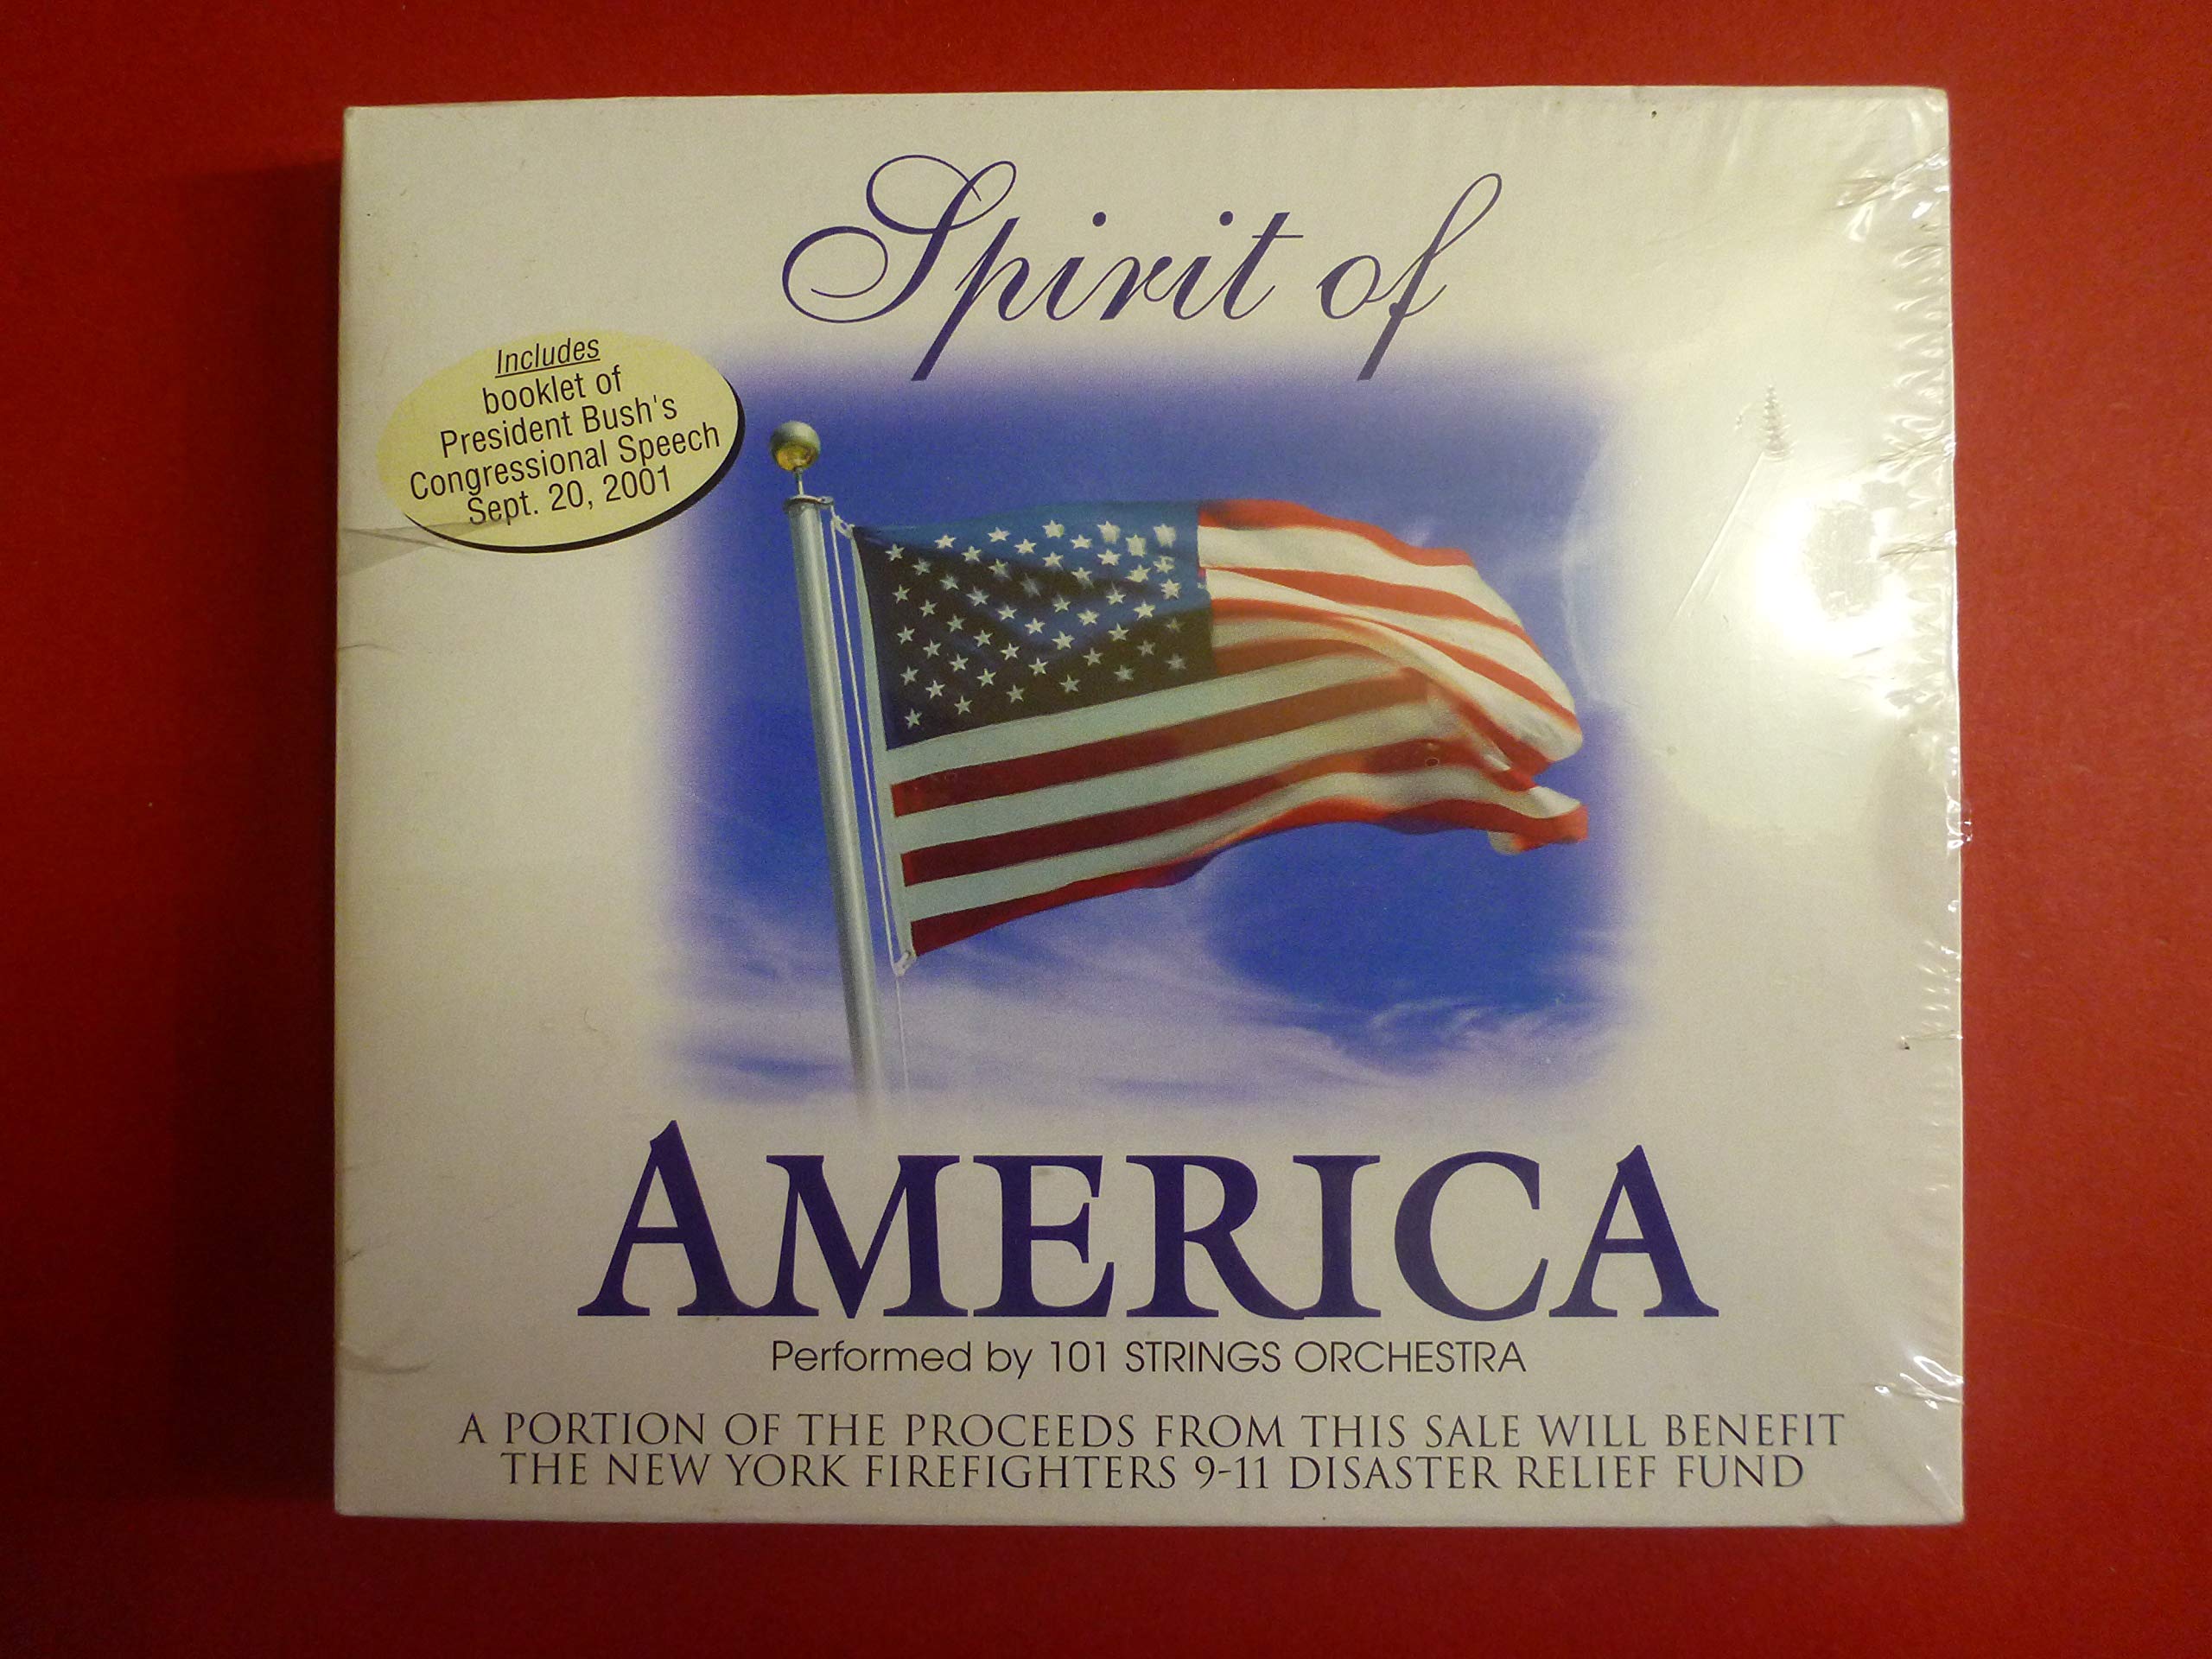 Spirit of
Includes
booklet of
President Bush's
Congressional Speech
Sept. 20, 2001
AMERICA
Performed by 101 STRINGS ORCHESTRA
A PORTION OF THE PROCEEDS FROM THIS SALE WILL BENEFIT
THE NEW YORK FIREFIGHTERS 9-11 DISASTER RELIEF FUND